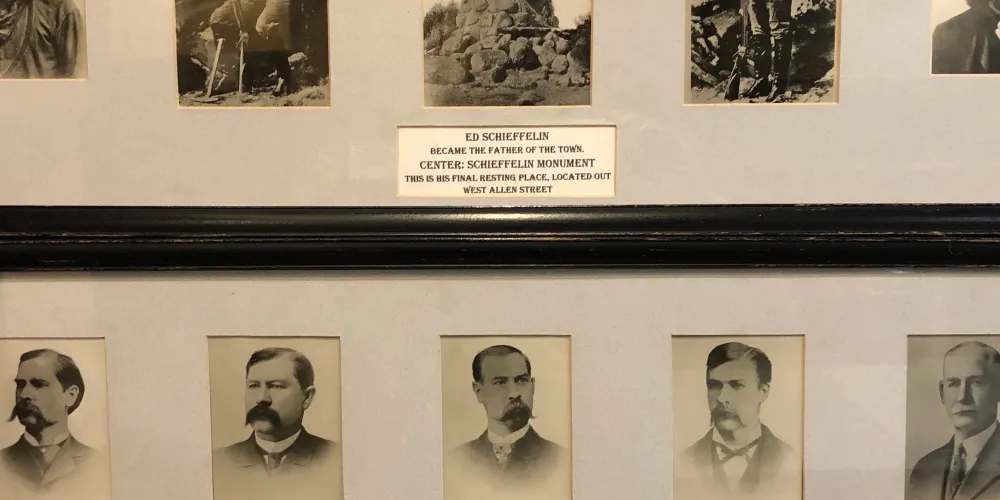 ED SCHIEFFELIN
BECAME THE FATHER OF THE TOWN.
CENTER: SCHIEFFELIN MONUMENT
THIS IS HIS FINAL RESTING PLACE, LOCATED OUT
WEST ALLEN STREET